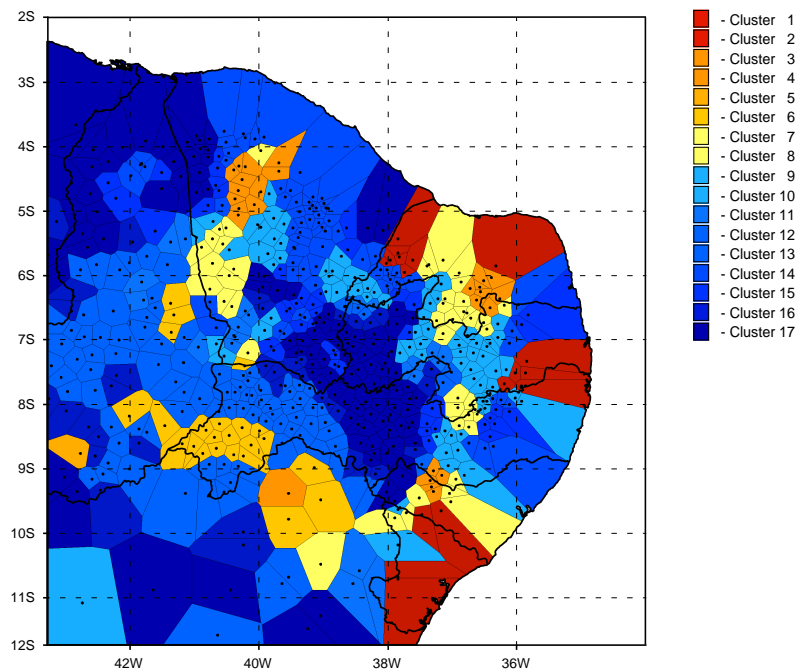 2S
3S
4S
5S
6S
7S
8S
9S
10S
11S
12S
42W 40W 38W 36W
- Cluster 1
- Cluster 2
- Cluster 3
- Cluster 4
- Cluster 5
- Cluster 6
- Cluster 7
- Cluster 8
- Cluster 9
- Cluster 10
- Cluster 11
- Cluster 12
- Cluster 13
- Cluster 14
- Cluster 15
- Cluster 16
- Cluster 17